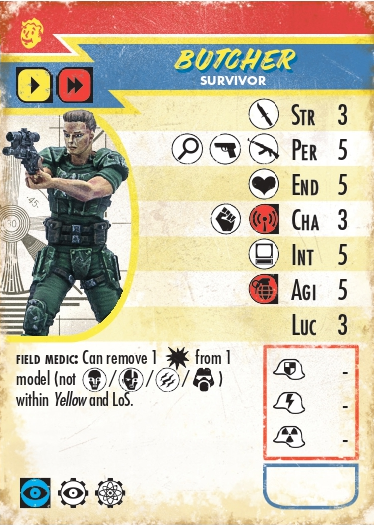 BUTCHER
SURVIVOR
STR 3
PER 5
END 5
CHA 3
INT 5
AGI 5
LUC 3
FIELD MEDIC: Can remove 1 from 1
model (not / / / )
within Yellow and LoS.
-
-
-